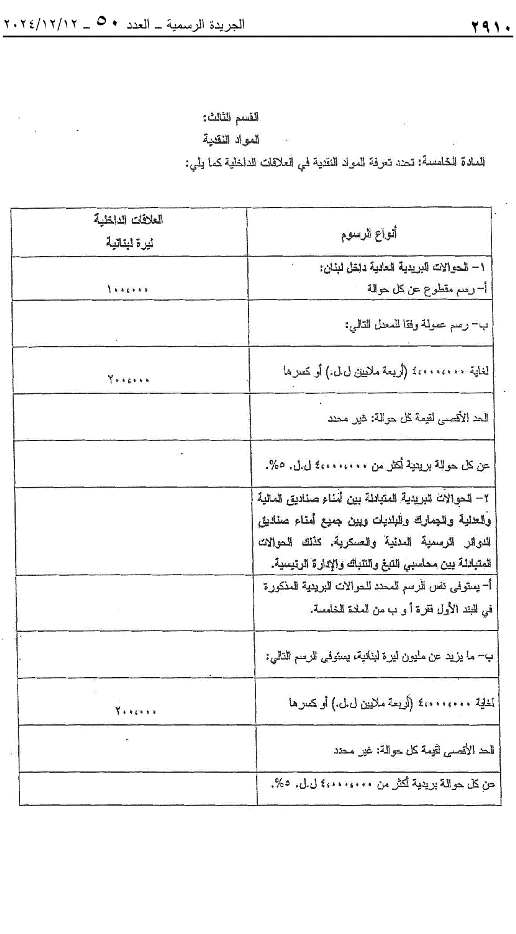 ٢٩١٠
الجريدة الرسمية ــ العدد ٥٠ ــ ٢٠٢٤/١٢/١٢
القسم الثالث:
المواد النقدية
المادة الخامسة: تحدد تعرفة المواد النقدية في العلاقات الداخلية كما يلي:
أنواع الرسوم
العلاقات الداخلية
ليرة لبنانية
١- الحوالات البريدية العادية داخل لبنان:
أ- رسم مقطوع عن كل حوالة
١٠٠،٠٠٠
ب- رسم عمولة وفقا للمعدل التالي:
لغاية ٤،٠٠٠،٠٠٠ (أربعة ملايين ل.ل.) أو كسرها
٢٠٠،٠٠٠
الحد الأقصى لقيمة كل حوالة: غير محدد
عن كل حوالة بريدية أكثر من ٤،٠٠٠،٠٠٠ ل.ل. ٥%.
٢- الحوالات البريدية المتبادلة بين أمناء صناديق المالية
والعدلية والجمارك والبلديات وبين جميع أمناء صناديق
الدوائر الرسمية المدنية والعسكرية. كذلك الحوالات
المتبادلة بين محاسبي التبغ والتنباك والإدارة الرئيسية.
أ- يستوفى نفس الرسم المحدد للحوالات البريدية المذكورة
في البند الأول فقرة أ و ب من المادة الخامسة.
ب- ما يزيد عن مليون ليرة لبنانية، يستوفى الرسم التالي:
لغاية ٤،٠٠٠،٠٠٠ (أربعة ملايين ل.ل.) أو كسرها
٢٠٠،٠٠٠
الحد الأقصى لقيمة كل حوالة: غير محدد
عن كل حوالة بريدية أكثر من ٤،٠٠٠،٠٠٠ ل.ل. ٥%.